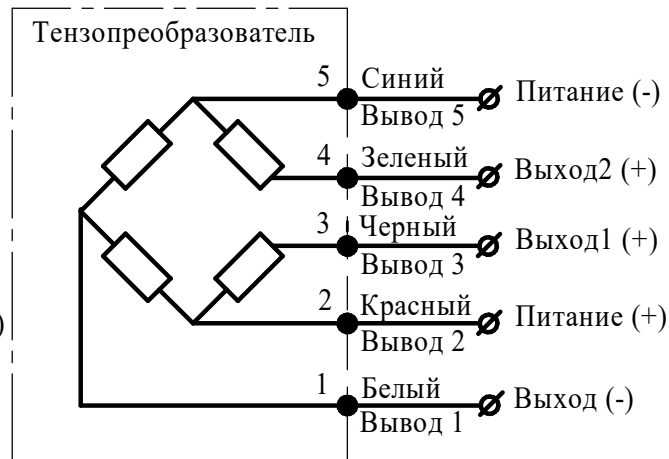 Тензопреобразователь
5 Синий
Вывод 5
Питание (-)
4 Зеленый
Вывод 4
Выход2 (+)
3 Черный
Вывод 3
Выход1 (+)
2 Красный
Вывод 2
Питание (+)
)
1 Белый
Вывод 1
Выход (-)